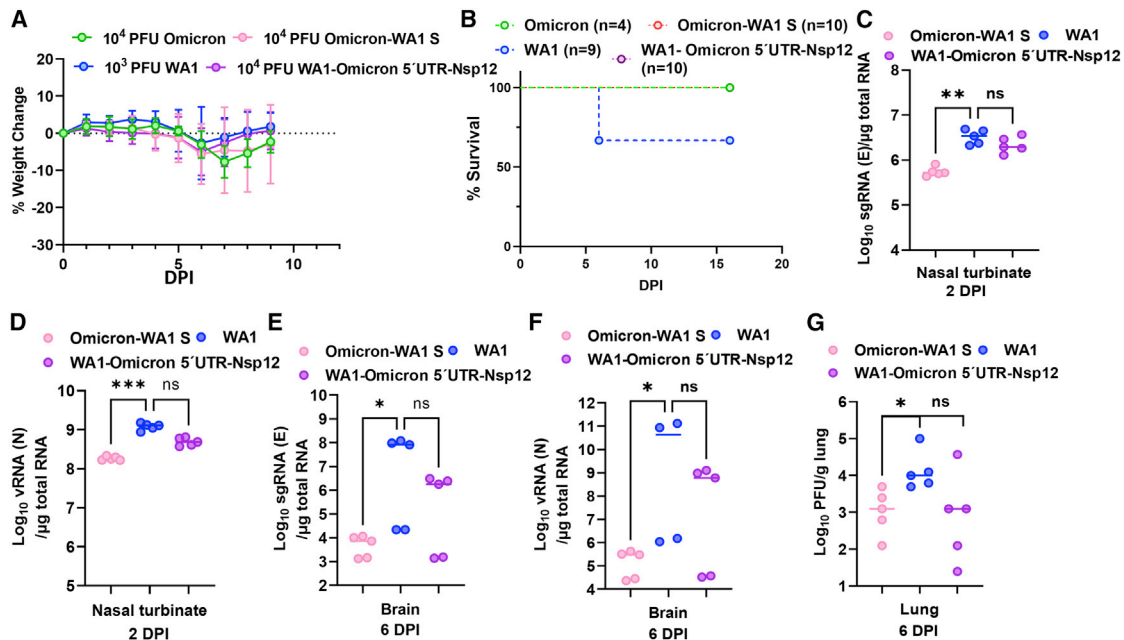 A
10⁴ PFU Omicron
10⁴ PFU Omicron-WA1 S
10³ PFU WA1
10⁴ PFU WA1-Omicron 5´UTR-Nsp12
% Weight Change
20
10
0
-10
-20
-30
0
5
10
DPI
B
Omicron (n=4)
Omicron-WA1 S (n=10)
WA1 (n=9)
WA1- Omicron 5´UTR-Nsp12
(n=10)
% Survival
100
75
50
25
0
0
5
10
15
20
DPI
C
Omicron-WA1 S
WA1
WA1-Omicron 5´UTR-Nsp12
Log₁₀ sgRNA (E)/µg total RNA
**
ns
8
7
6
5
4
Nasal turbinate
2 DPI
D
Omicron-WA1 S
WA1
WA1-Omicron 5´UTR-Nsp12
Log₁₀ vRNA (N)
/µg total RNA
***
ns
10
9
8
7
6
5
Nasal turbinate
2 DPI
E
Omicron-WA1 S
WA1
WA1-Omicron 5´UTR-Nsp12
Log₁₀ sgRNA (E)
/µg total RNA
*
ns
10
9
8
7
6
5
4
3
2
Brain
6 DPI
F
Omicron-WA1 S
WA1
WA1-Omicron 5´UTR-Nsp12
Log₁₀ vRNA (N)
/µg total RNA
*
ns
12
11
10
9
8
7
6
5
4
Brain
6 DPI
G
Omicron-WA1 S
WA1
WA1-Omicron 5´UTR-Nsp12
Log₁₀ PFU/g lung
*
ns
6
5
4
3
2
1
Lung
6 DPI